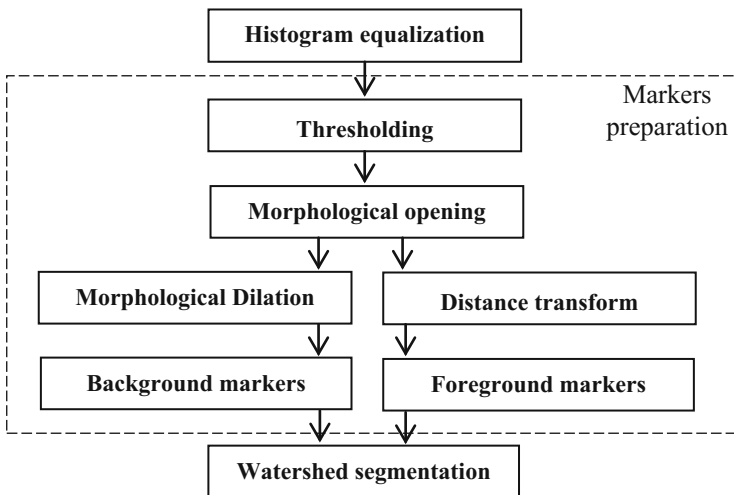 Histogram equalization
Markers
preparation
Thresholding
Morphological opening
Morphological Dilation
Distance transform
Background markers
Foreground markers
Watershed segmentation